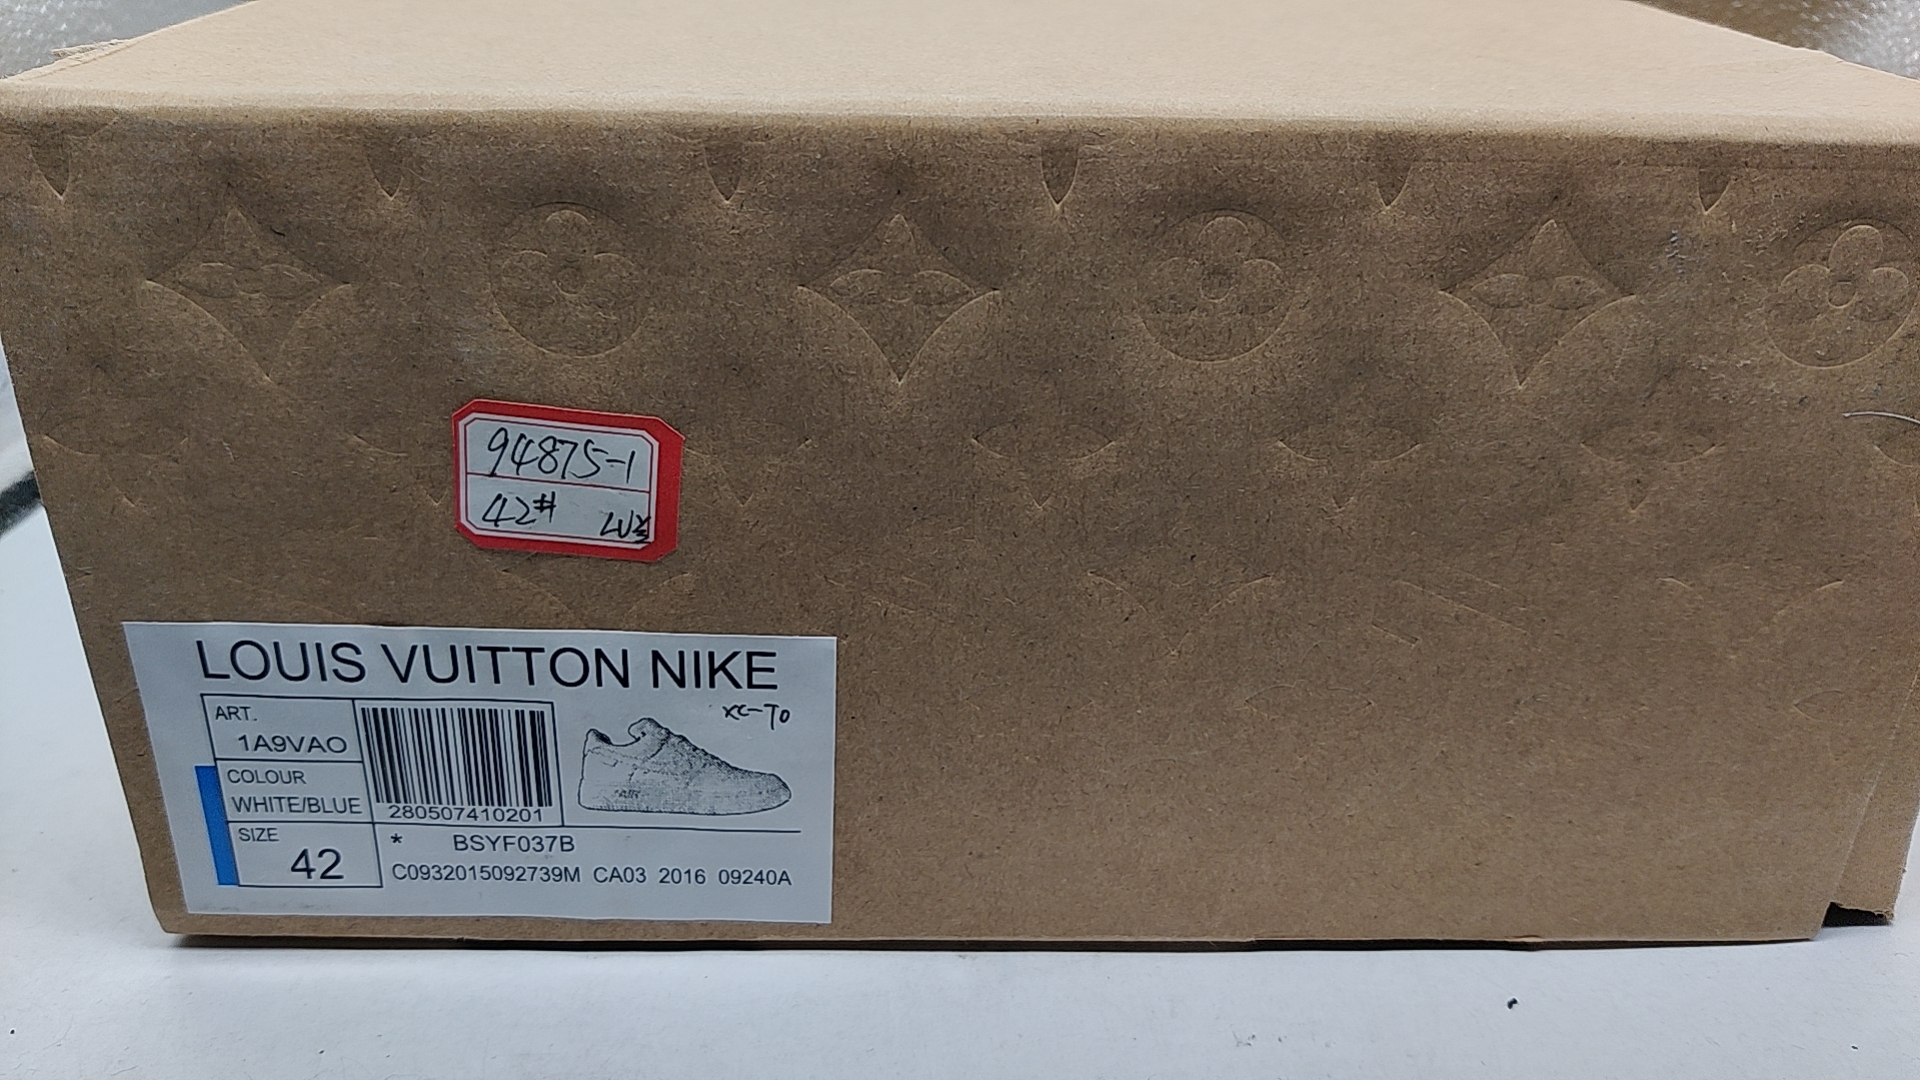 94875-1
42#
LOUIS VUITTON NIKE
XC-T0
ART.
1A9VAO
COLOUR
WHITE/BLUE
280507410201
SIZE
42
* BSYF037B
C0932015092739M CA03 2016 09240A